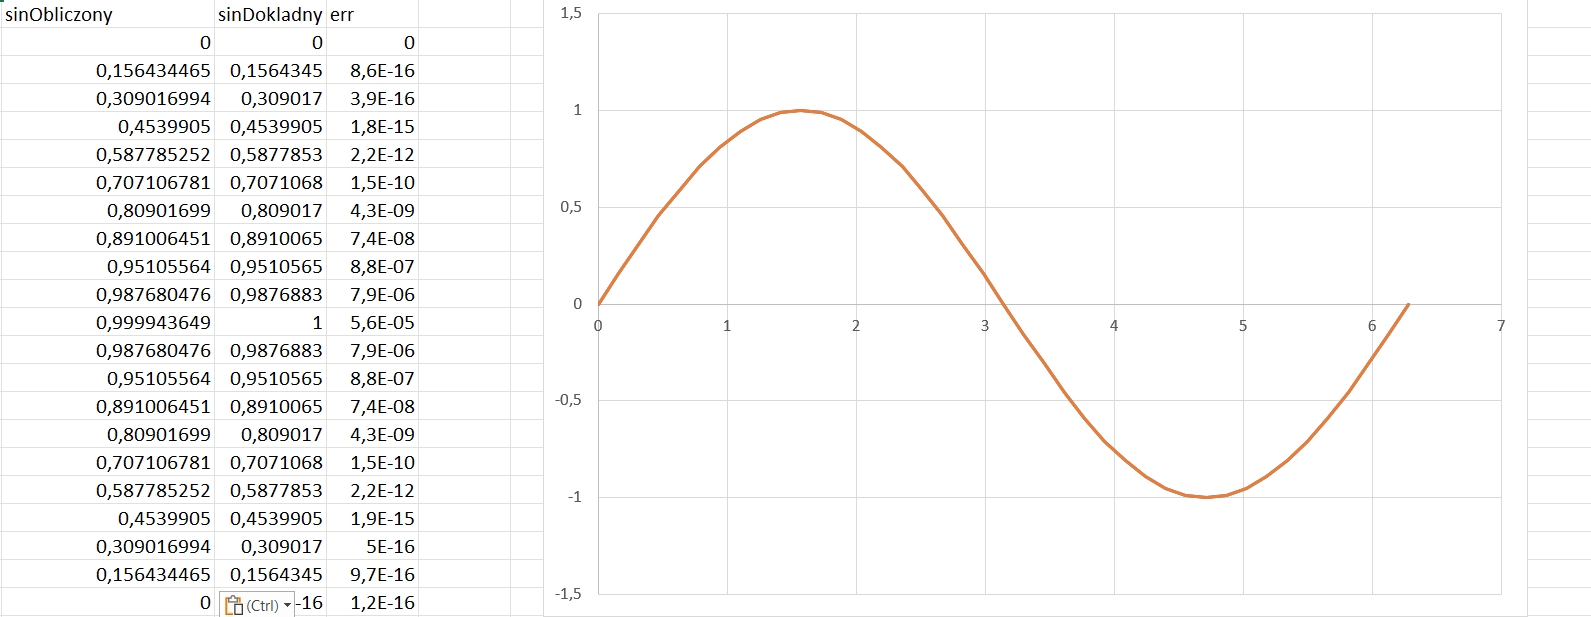 sinObliczony sinDokladny err
0 0 0
0,156434465 0,1564345 8,6E-16
0,309016994 0,309017 3,9E-16
0,4539905 0,4539905 1,8E-15
0,587785252 0,5877853 2,2E-12
0,707106781 0,7071068 1,5E-10
0,80901699 0,809017 4,3E-09
0,891006451 0,8910065 7,4E-08
0,95105564 0,9510565 8,8E-07
0,987680476 0,9876883 7,9E-06
0,999943649 1 5,6E-05
0,987680476 0,9876883 7,9E-06
0,95105564 0,9510565 8,8E-07
0,891006451 0,8910065 7,4E-08
0,80901699 0,809017 4,3E-09
0,707106781 0,7071068 1,5E-10
0,587785252 0,5877853 2,2E-12
0,4539905 0,4539905 1,9E-15
0,309016994 0,309017 5E-16
0,156434465 0,1564345 9,7E-16
0 (Ctrl) -16 1,2E-16
1,5
1
0,5
0
-0,5
-1
-1,5
0 1 2 3 4 5 6 7